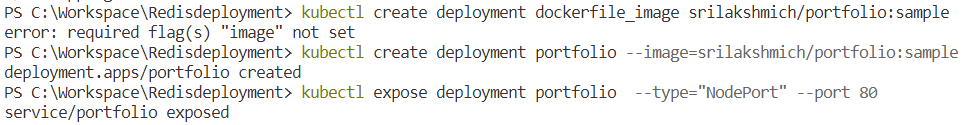 PS C:\Workspace\Redisdeployment> kubectl create deployment dockerfile_image srilakshmich/portfolio:sample
error: required flag(s) "image" not set
PS C:\Workspace\Redisdeployment> kubectl create deployment portfolio --image=srilakshmich/portfolio:sample
deployment.apps/portfolio created
PS C:\Workspace\Redisdeployment> kubectl expose deployment portfolio  --type="NodePort" --port 80
service/portfolio exposed